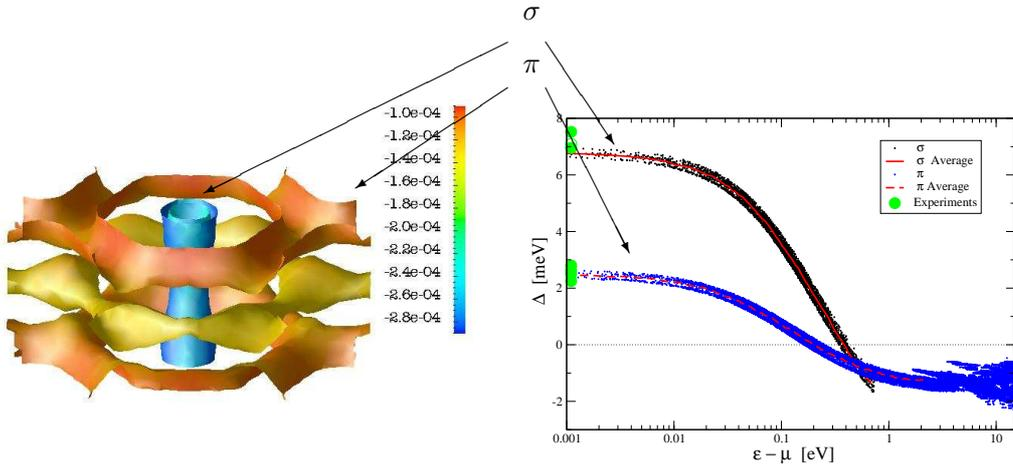 σ
π
-1.0e-04
-1.2e-04
-1.4e-04
-1.6e-04
-1.8e-04
-2.0e-04
-2.2e-04
-2.4e-04
-2.6e-04
-2.8e-04
8
6
4
2
0
-2
Δ [meV]
σ
σ Average
π
π Average
Experiments
0.001 0.01 0.1 1 10
ε − μ [eV]